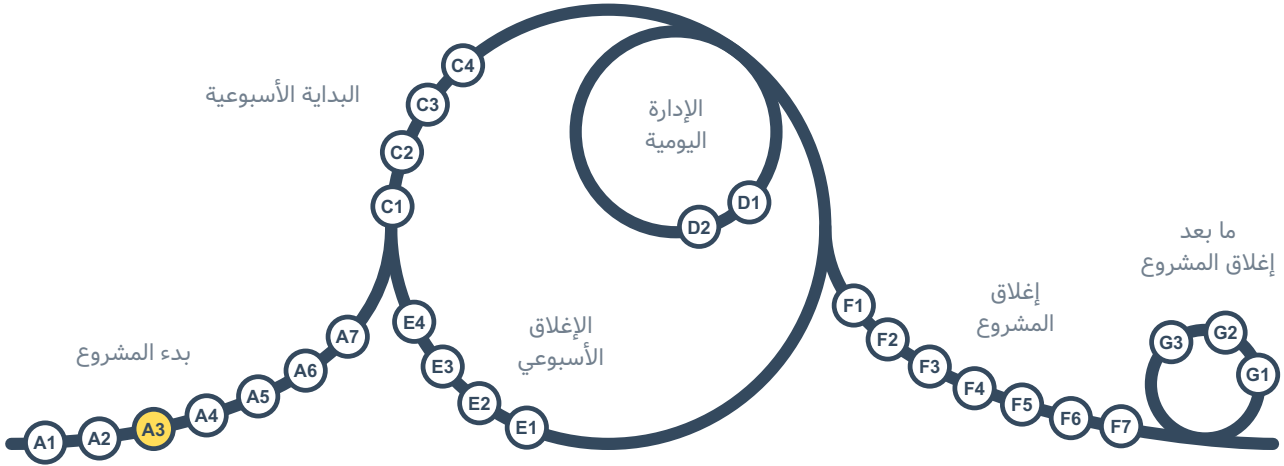 البداية الأسبوعية
C4
C3
C2
C1
الإدارة
اليومية
D1
D2
بدء المشروع
A1
A2
A3
A4
A5
A6
A7
الإغلاق
الأسبوعي
E4
E3
E2
E1
إغلاق
المشروع
F1
F2
F3
F4
F5
F6
F7
ما بعد
إغلاق المشروع
G3
G2
G1